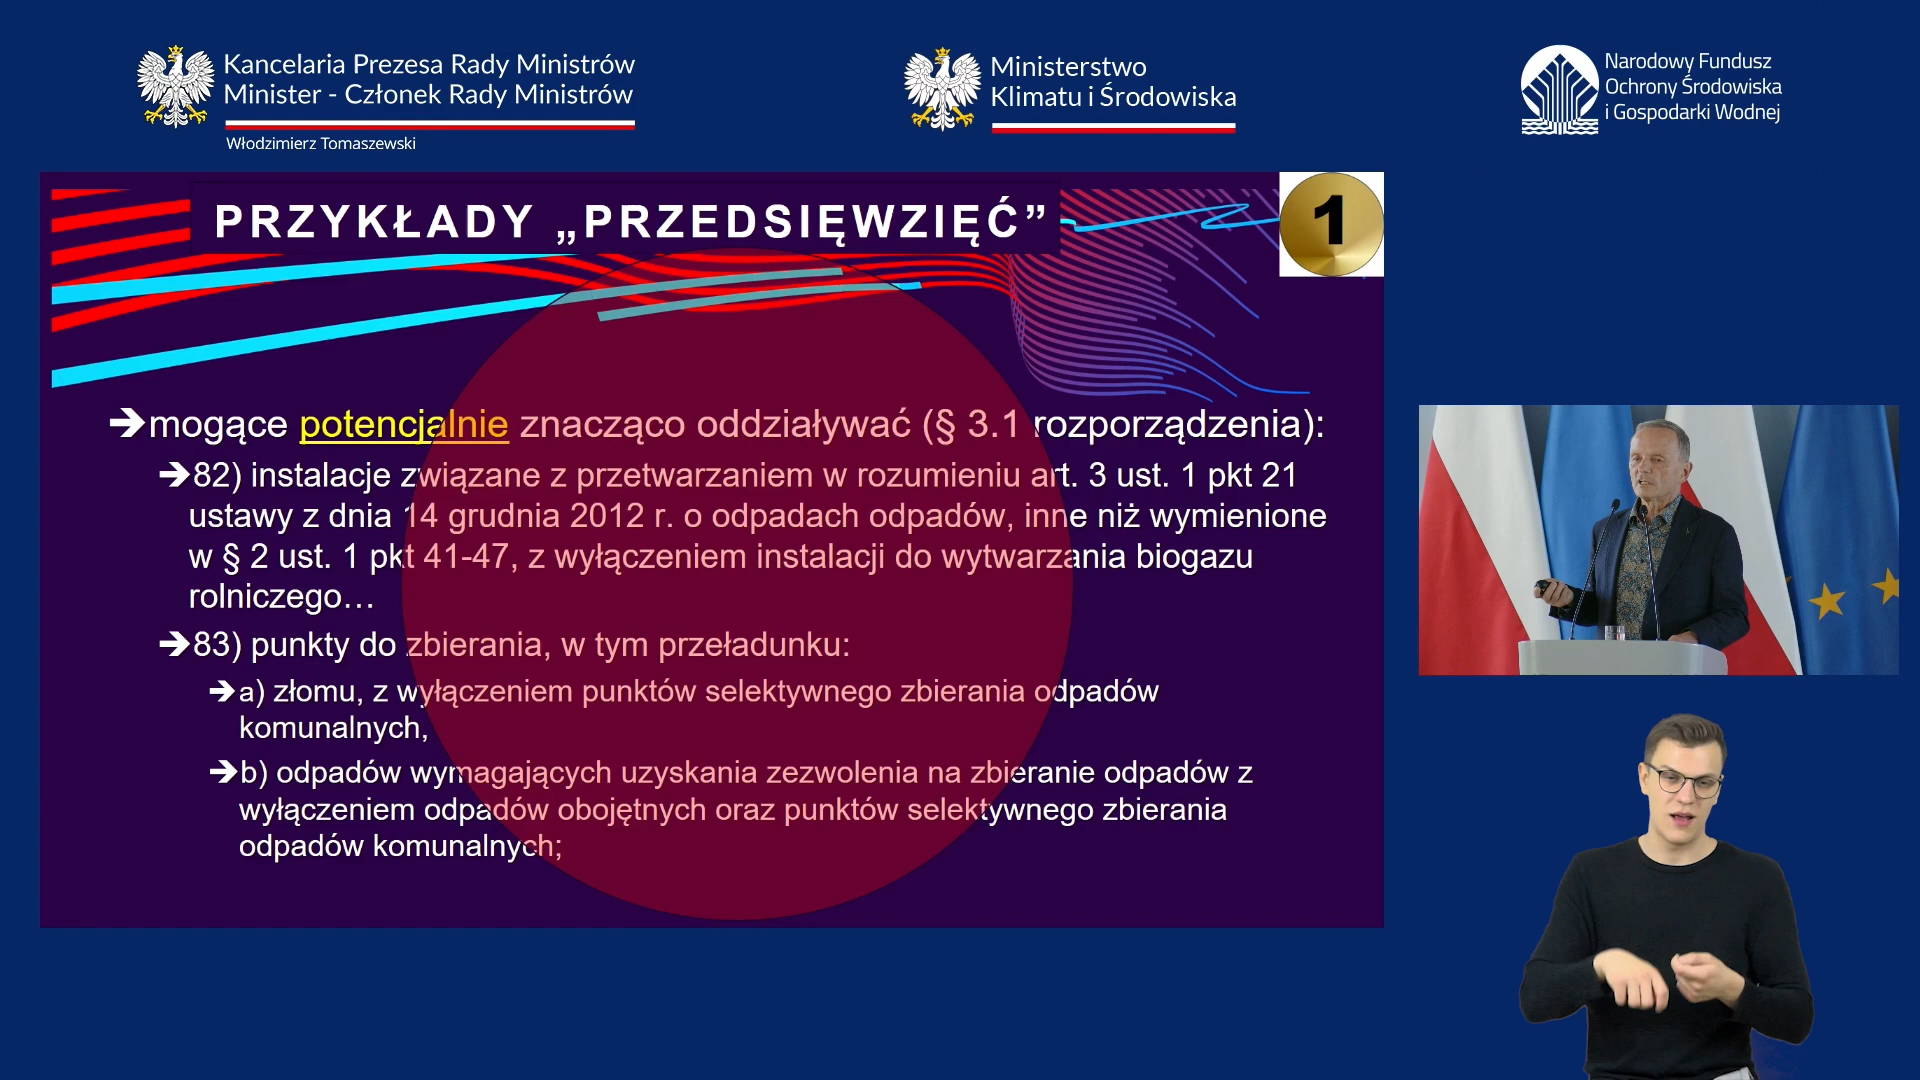 Kancelaria Prezesa Rady Ministrów
Minister - Członek Rady Ministrów
Włodzimierz Tomaszewski
Ministerstwo
Klimatu i Środowiska
Narodowy Fundusz
Ochrony Środowiska
i Gospodarki Wodnej
PRZYKŁADY „PRZEDSIĘWZIĘĆ”
1
➔mogące potencjalnie znacząco oddziaływać (§ 3.1 rozporządzenia):
➔82) instalacje związane z przetwarzaniem w rozumieniu art. 3 ust. 1 pkt 21
ustawy z dnia 14 grudnia 2012 r. o odpadach odpadów, inne niż wymienione
w § 2 ust. 1 pkt 41-47, z wyłączeniem instalacji do wytwarzania biogazu
rolniczego…
➔83) punkty do zbierania, w tym przeładunku:
➔a) złomu, z wyłączeniem punktów selektywnego zbierania odpadów
komunalnych,
➔b) odpadów wymagających uzyskania zezwolenia na zbieranie odpadów z
wyłączeniem odpadów obojętnych oraz punktów selektywnego zbierania
odpadów komunalnych;